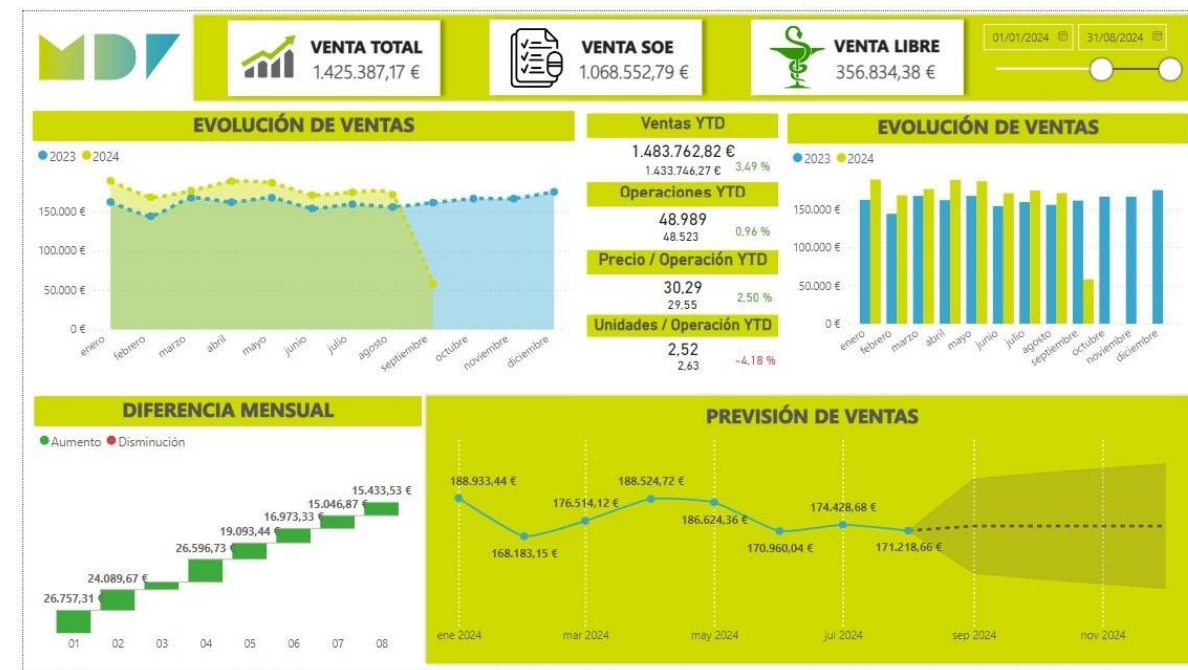 MDV
VENTA TOTAL
1.425.387,17 €
VENTA SOE
1.068.552,79 €
VENTA LIBRE
356.834,38 €
01/01/2024
31/08/2024
EVOLUCIÓN DE VENTAS
2023 2024
150.000 €
100.000 €
50.000 €
0 €
enero febrero marzo abril mayo junio julio agosto septiembre octubre noviembre diciembre
Ventas YTD
1.483.762,82 €
1.433.746,27 € 3,49 %
Operaciones YTD
48.989
48.523 0,96 %
Precio / Operación YTD
30,29
29,55 2,50 %
Unidades / Operación YTD
2,52
2,63 -4,18 %
EVOLUCIÓN DE VENTAS
2023 2024
150.000 €
100.000 €
50.000 €
0 €
enero febrero marzo abril mayo junio julio agosto septiembre octubre noviembre diciembre
DIFERENCIA MENSUAL
Aumento Disminución
26.757,31 €
24.089,67 €
26.596,73 €
19.093,44 €
16.973,33 €
15.046,87 €
15.433,53 €
01 02 03 04 05 06 07 08
PREVISIÓN DE VENTAS
188.933,44 €
168.183,15 €
176.514,12 €
188.524,72 €
186.624,36 €
170.960,04 €
174.428,68 €
171.218,66 €
ene 2024 mar 2024 may 2024 jul 2024 sep 2024 nov 2024